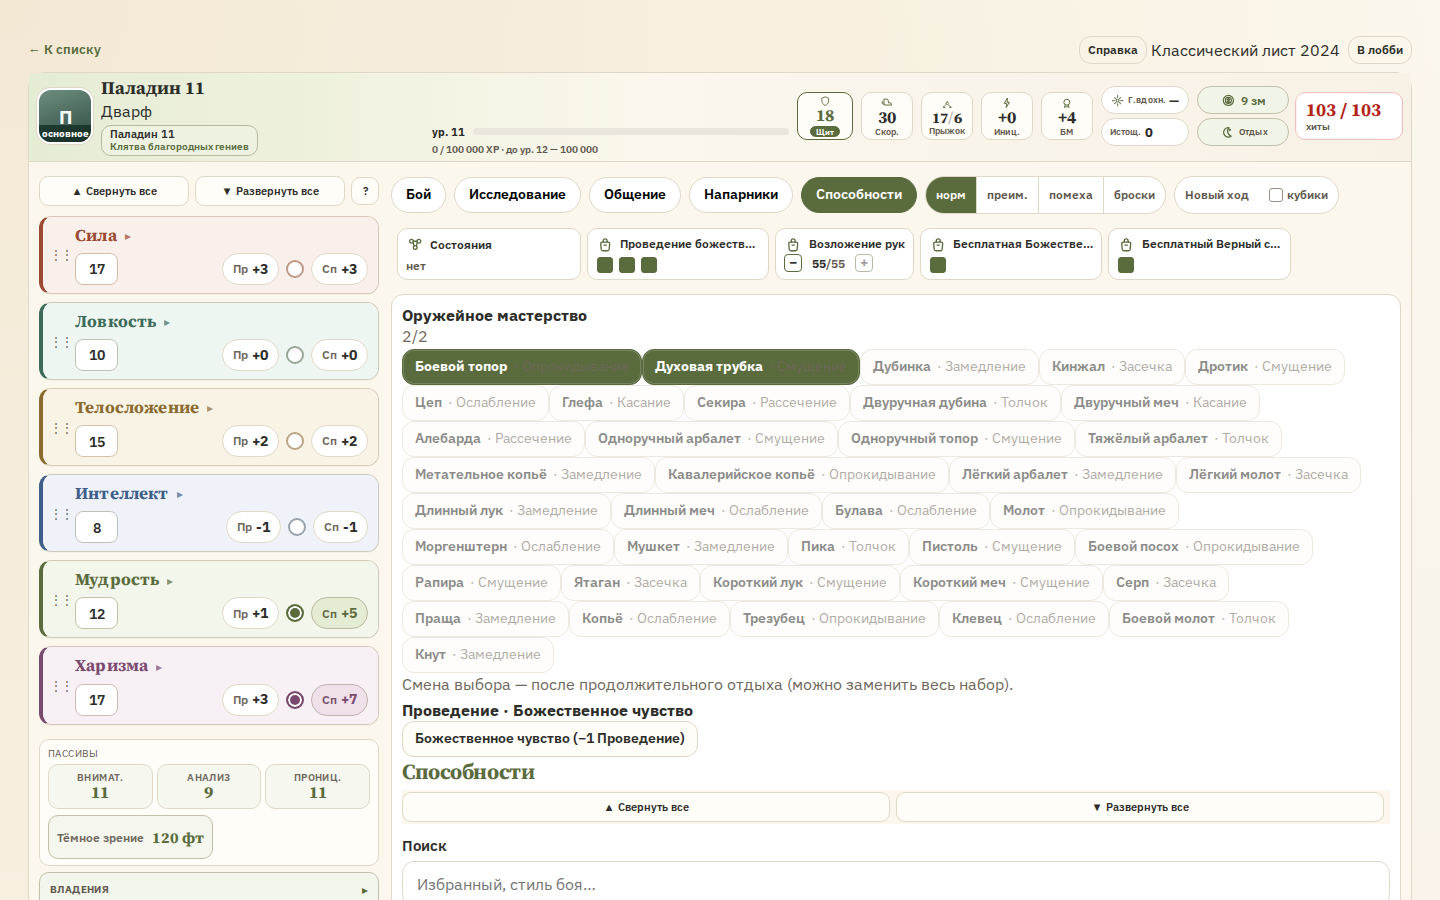 ← К списку
Справка Классический лист 2024 В лобби
П
основное
Паладин 11
Дварф
Паладин 11
Клятва благородных гениев
ур. 11
0 / 100 000 XP · до ур. 12 — 100 000
18
Щит
30
Скор.
17/6
Прыжок
+0
Иниц.
+4
БМ
Г.вдохн. —
Истощ. 0
9 зм
Отдых
103 / 103
хиты
▲ Свернуть все
▼ Развернуть все
?
Сила ▸
17
Пр +3
Сп +3
Ловкость ▸
10
Пр +0
Сп +0
Телосложение ▸
15
Пр +2
Сп +2
Интеллект ▸
8
Пр -1
Сп -1
Мудрость ▸
12
Пр +1
Сп +5
Харизма ▸
17
Пр +3
Сп +7
ПАССИВЫ
ВНИМАТ.
11
АНАЛИЗ
9
ПРОНИЦ.
11
Тёмное зрение 120 фт
ВЛАДЕНИЯ ▸
Бой Исследование Общение Напарники Способности норм преим. помеха броски Новый ход кубики
Состояния
нет
Проведение божеств...
Возложение рук
− 55/55 +
Бесплатная Божестве...
Бесплатный Верный с...
Оружейное мастерство
2/2
Боевой топор · Опрокидывание Духовая трубка · Смущение Дубинка · Замедление Кинжал · Засечка Дротик · Смущение
Цеп · Ослабление Глефа · Касание Секира · Рассечение Двуручная дубина · Толчок Двуручный меч · Касание
Алебарда · Рассечение Одноручный арбалет · Смущение Одноручный топор · Смущение Тяжёлый арбалет · Толчок
Метательное копьё · Замедление Кавалерийское копьё · Опрокидывание Лёгкий арбалет · Замедление Лёгкий молот · Засечка
Длинный лук · Замедление Длинный меч · Ослабление Булава · Ослабление Молот · Опрокидывание
Моргенштерн · Ослабление Мушкет · Замедление Пика · Толчок Пистоль · Смущение Боевой посох · Опрокидывание
Рапира · Смущение Ятаган · Засечка Короткий лук · Смущение Короткий меч · Смущение Серп · Засечка
Праща · Замедление Копьё · Ослабление Трезубец · Опрокидывание Клевец · Ослабление Боевой молот · Толчок
Кнут · Замедление
Смена выбора — после продолжительного отдыха (можно заменить весь набор).
Проведение · Божественное чувство
Божественное чувство (−1 Проведение)
Способности
▲ Свернуть все
▼ Развернуть все
Поиск
Избранный, стиль боя...